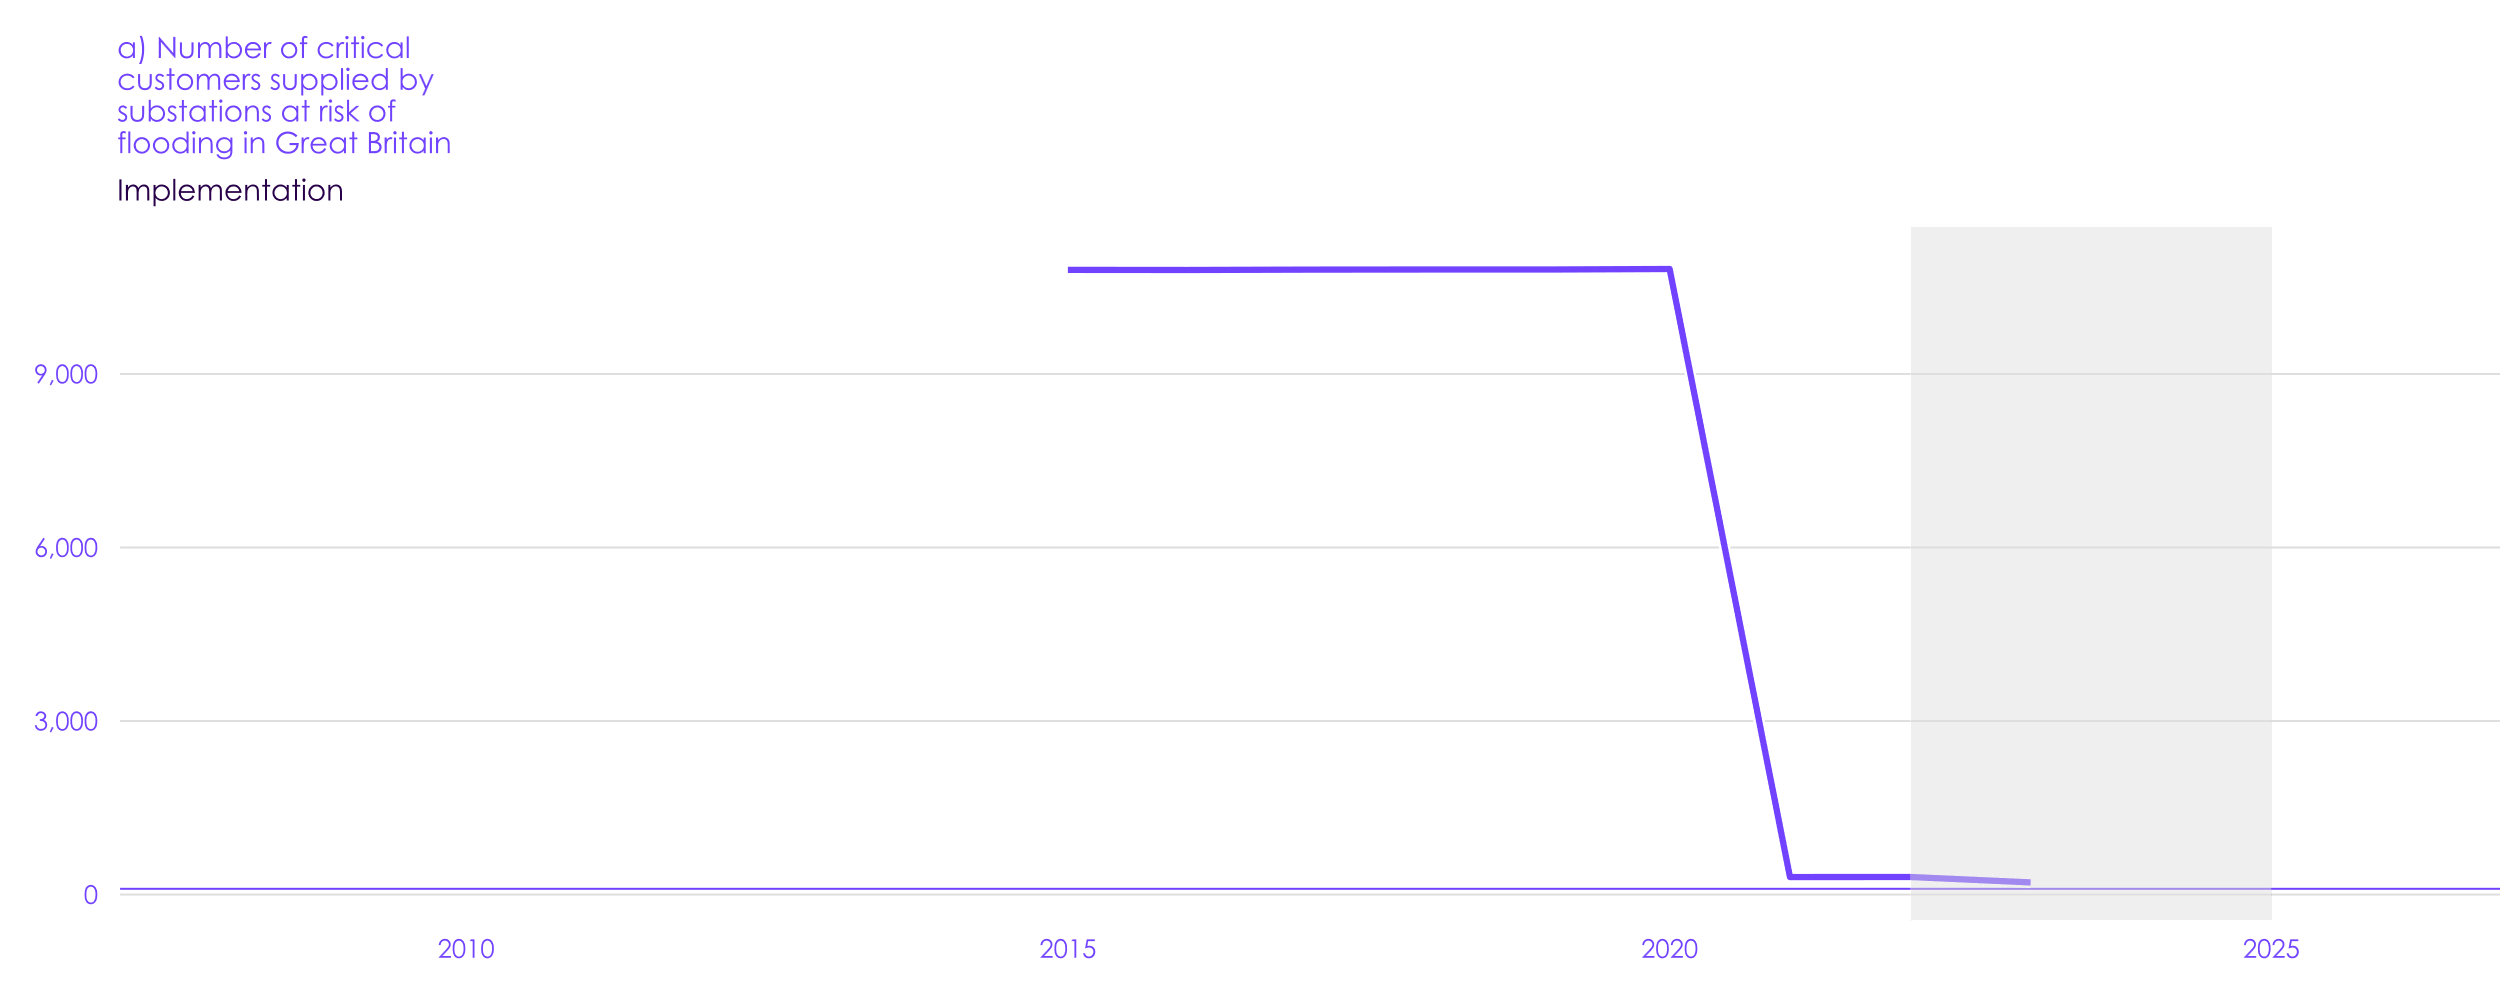 a) Number of critical
customers supplied by
substations at risk of
flooding in Great Britain
Implementation
9,000
6,000
3,000
0
2010
2015
2020
2025